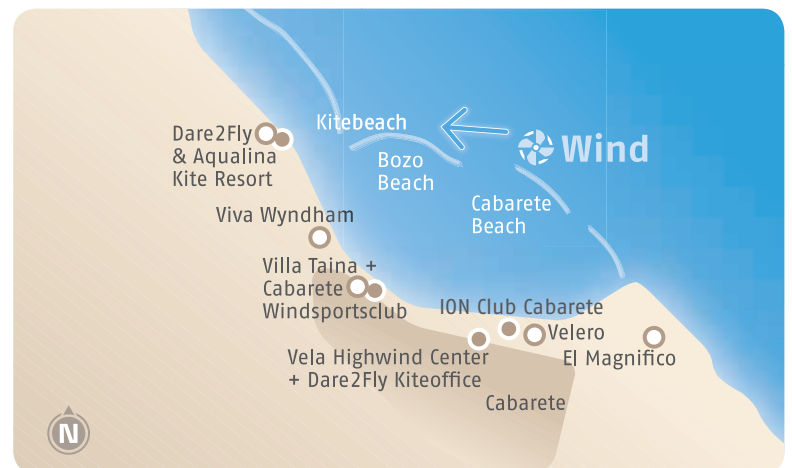 Kitebeach
Dare2Fly
& Aqualina
Kite Resort
Bozo
Beach
Wind
Cabarete
Beach
Viva Wyndham
Villa Taina +
Cabarete
Windsportsclub
ION Club Cabarete
Velero
El Magnifico
Vela Highwind Center
+ Dare2Fly Kiteoffice
Cabarete
N